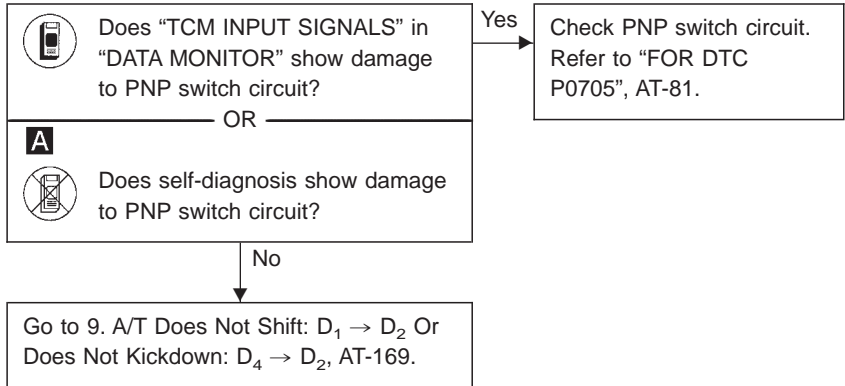 Does “TCM INPUT SIGNALS” in
“DATA MONITOR” show damage
to PNP switch circuit?
OR
A
Does self-diagnosis show damage
to PNP switch circuit?
Yes
Check PNP switch circuit.
Refer to “FOR DTC
P0705”, AT-81.
No
Go to 9. A/T Does Not Shift: D₁ → D₂ Or
Does Not Kickdown: D₄ → D₂, AT-169.